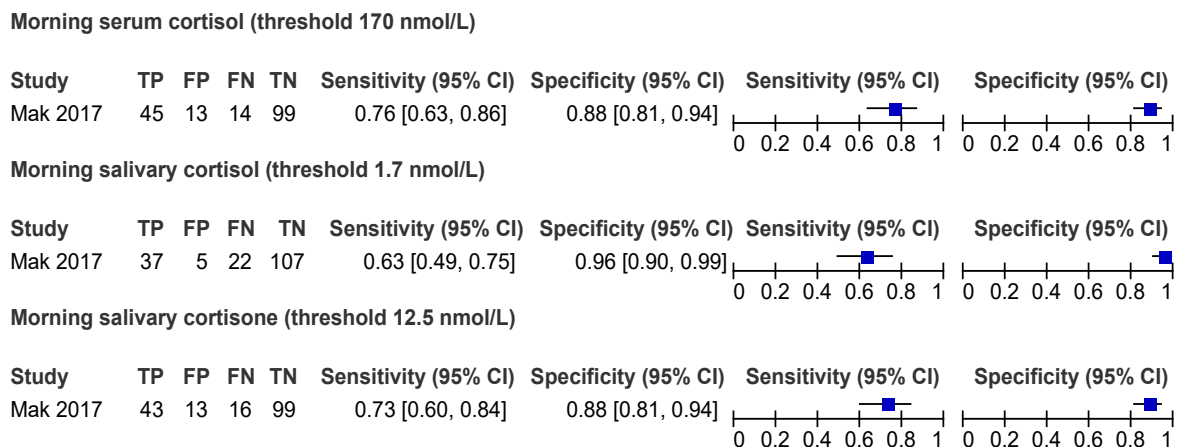 Morning serum cortisol (threshold 170 nmol/L)
Study TP FP FN TN Sensitivity (95% CI) Specificity (95% CI) Sensitivity (95% CI) Specificity (95% CI)
Mak 2017 45 13 14 99 0.76 [0.63, 0.86] 0.88 [0.81, 0.94]
0 0.2 0.4 0.6 0.8 1 0 0.2 0.4 0.6 0.8 1
Morning salivary cortisol (threshold 1.7 nmol/L)
Study TP FP FN TN Sensitivity (95% CI) Specificity (95% CI) Sensitivity (95% CI) Specificity (95% CI)
Mak 2017 37 5 22 107 0.63 [0.49, 0.75] 0.96 [0.90, 0.99]
0 0.2 0.4 0.6 0.8 1 0 0.2 0.4 0.6 0.8 1
Morning salivary cortisone (threshold 12.5 nmol/L)
Study TP FP FN TN Sensitivity (95% CI) Specificity (95% CI) Sensitivity (95% CI) Specificity (95% CI)
Mak 2017 43 13 16 99 0.73 [0.60, 0.84] 0.88 [0.81, 0.94]
0 0.2 0.4 0.6 0.8 1 0 0.2 0.4 0.6 0.8 1